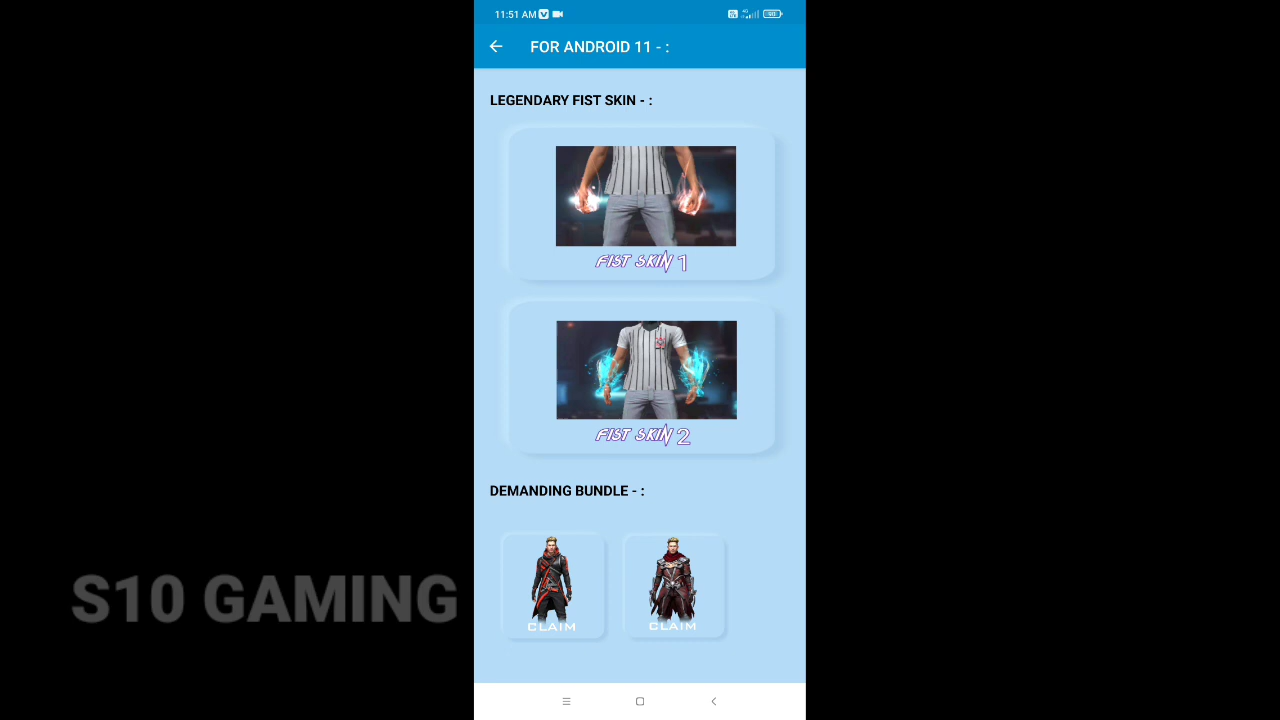 11:51 AM
FOR ANDROID 11 - :
LEGENDARY FIST SKIN - :
FIST SKIN 1
FIST SKIN 2
DEMANDING BUNDLE - :
CLAIM
CLAIM
S10 GAMING